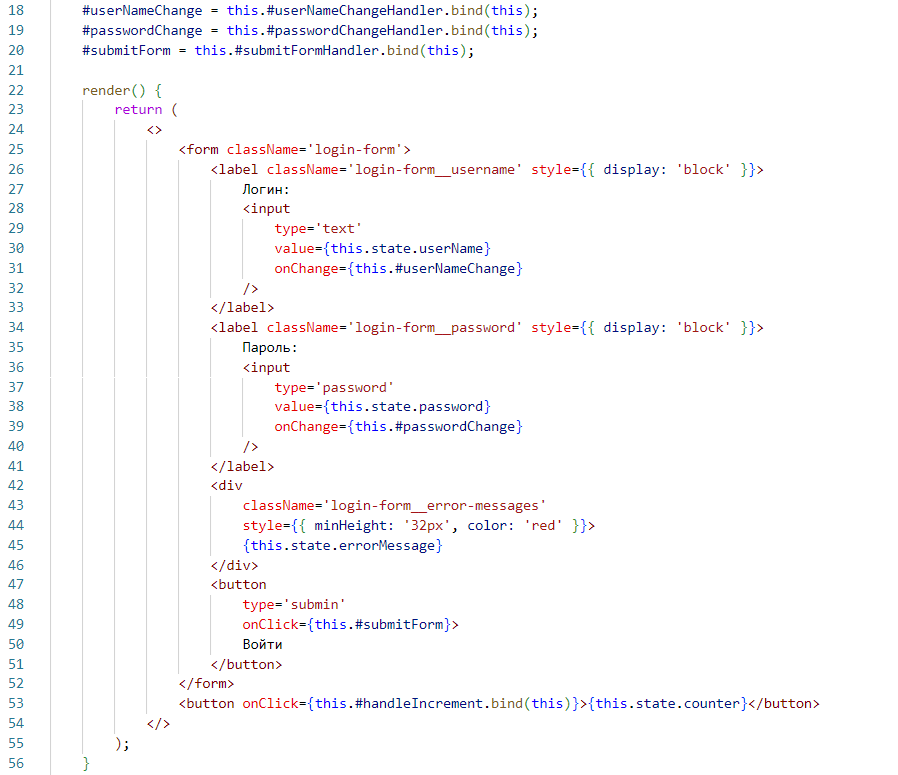 18 #userNameChange = this.#userNameChangeHandler.bind(this);
19 #passwordChange = this.#passwordChangeHandler.bind(this);
20 #submitForm = this.#submitFormHandler.bind(this);
21
22 render() {
23 return (
24 <>
25 <form className='login-form'>
26 <label className='login-form__username' style={{ display: 'block' }}>
27 Логин:
28 <input
29 type='text'
30 value={this.state.userName}
31 onChange={this.#userNameChange}
32 />
33 </label>
34 <label className='login-form__password' style={{ display: 'block' }}>
35 Пароль:
36 <input
37 type='password'
38 value={this.state.password}
39 onChange={this.#passwordChange}
40 />
41 </label>
42 <div
43 className='login-form__error-messages'
44 style={{ minHeight: '32px', color: 'red' }}>
45 {this.state.errorMessage}
46 </div>
47 <button
48 type='submin'
49 onClick={this.#submitForm}>
50 Войти
51 </button>
52 </form>
53 <button onClick={this.#handleIncrement.bind(this)}>{this.state.counter}</button>
54 </>
55 );
56 }